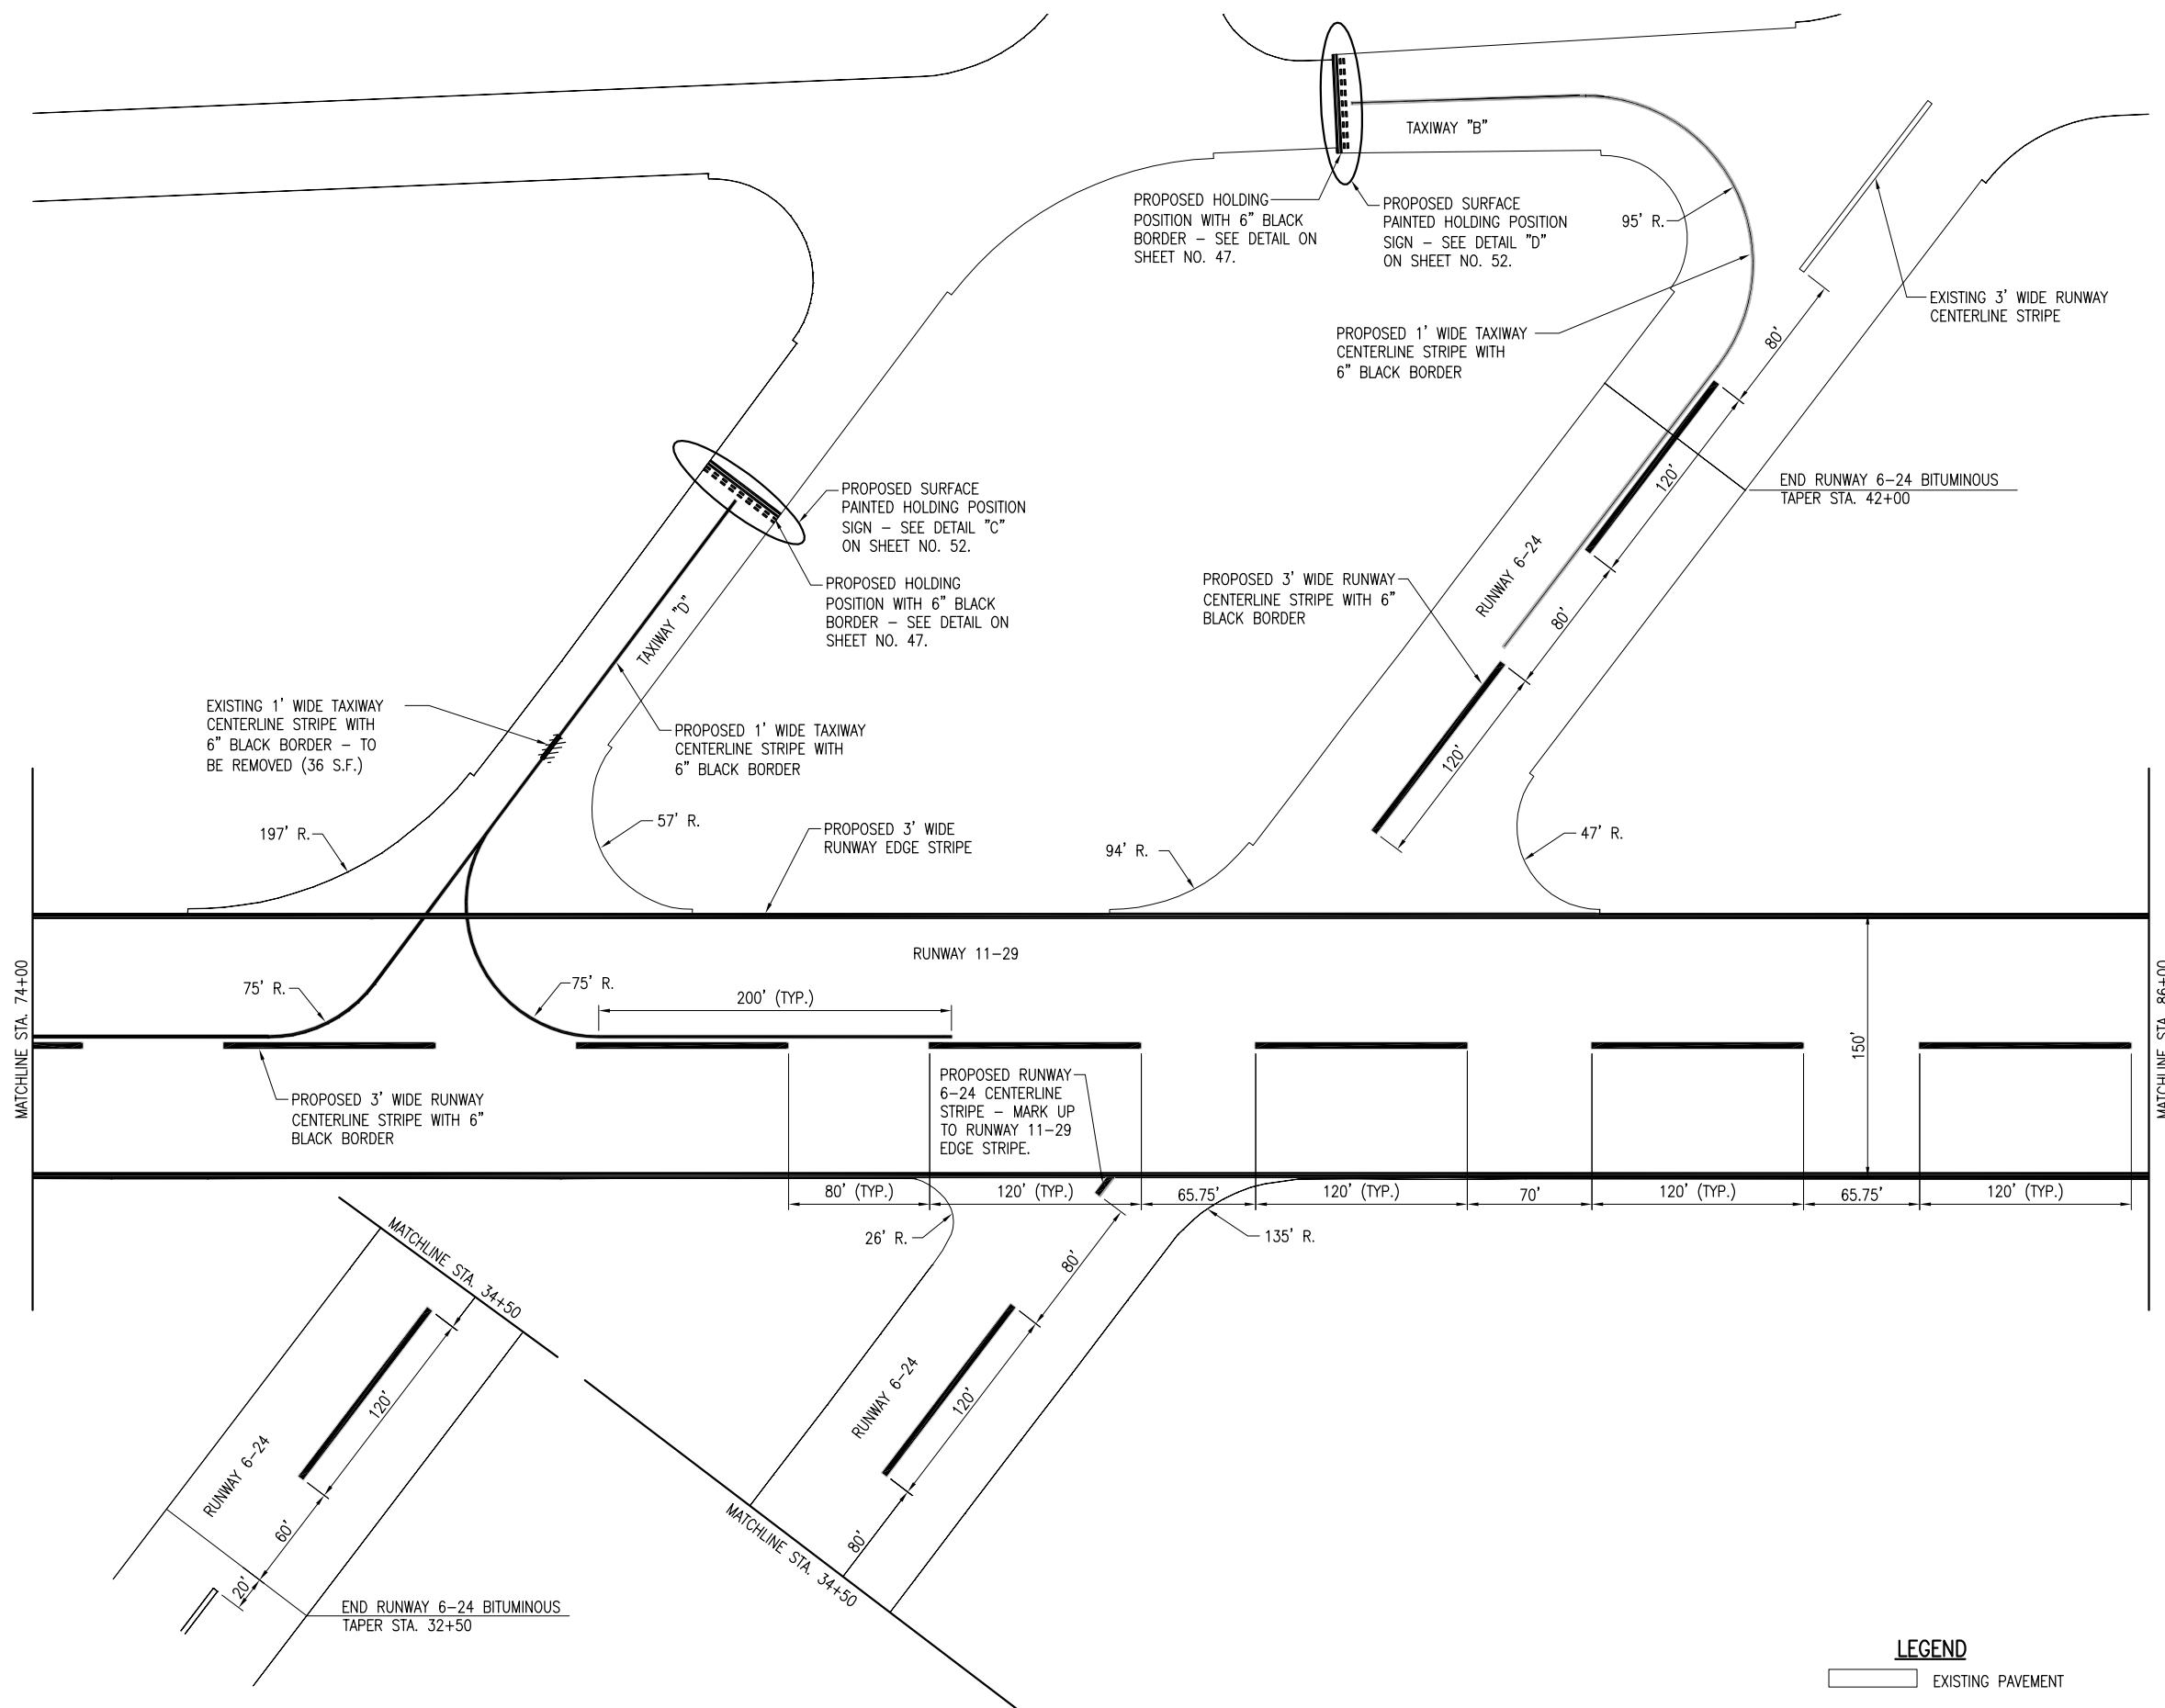 TAXIWAY "B"
PROPOSED HOLDING
POSITION WITH 6" BLACK
BORDER – SEE DETAIL ON
SHEET NO. 47.
PROPOSED SURFACE
PAINTED HOLDING POSITION
SIGN – SEE DETAIL "D"
ON SHEET NO. 52.
95' R.
EXISTING 3' WIDE RUNWAY
CENTERLINE STRIPE
PROPOSED 1' WIDE TAXIWAY
CENTERLINE STRIPE WITH
6" BLACK BORDER
80'
120'
END RUNWAY 6–24 BITUMINOUS
TAPER STA. 42+00
PROPOSED SURFACE
PAINTED HOLDING POSITION
SIGN – SEE DETAIL "C"
ON SHEET NO. 52.
PROPOSED HOLDING
POSITION WITH 6" BLACK
BORDER – SEE DETAIL ON
SHEET NO. 47.
TAXIWAY "D"
RUNWAY 6–24
PROPOSED 3' WIDE RUNWAY
CENTERLINE STRIPE WITH 6"
BLACK BORDER
80'
120'
EXISTING 1' WIDE TAXIWAY
CENTERLINE STRIPE WITH
6" BLACK BORDER – TO
BE REMOVED (36 S.F.)
PROPOSED 1' WIDE TAXIWAY
CENTERLINE STRIPE WITH
6" BLACK BORDER
197' R.
57' R.
PROPOSED 3' WIDE
RUNWAY EDGE STRIPE
94' R.
47' R.
MATCHLINE STA. 74+00
RUNWAY 11–29
75' R.
75' R.
200' (TYP.)
150'
MATCHLINE STA. 86+00
PROPOSED 3' WIDE RUNWAY
CENTERLINE STRIPE WITH 6"
BLACK BORDER
PROPOSED RUNWAY
6–24 CENTERLINE
STRIPE – MARK UP
TO RUNWAY 11–29
EDGE STRIPE.
80' (TYP.)
120' (TYP.)
65.75'
120' (TYP.)
70'
120' (TYP.)
65.75'
120' (TYP.)
26' R.
135' R.
MATCHLINE STA. 34+50
80'
120'
RUNWAY 6–24
120'
RUNWAY 6–24
60'
20'
80'
MATCHLINE STA. 34+50
END RUNWAY 6–24 BITUMINOUS
TAPER STA. 32+50
LEGEND
EXISTING PAVEMENT